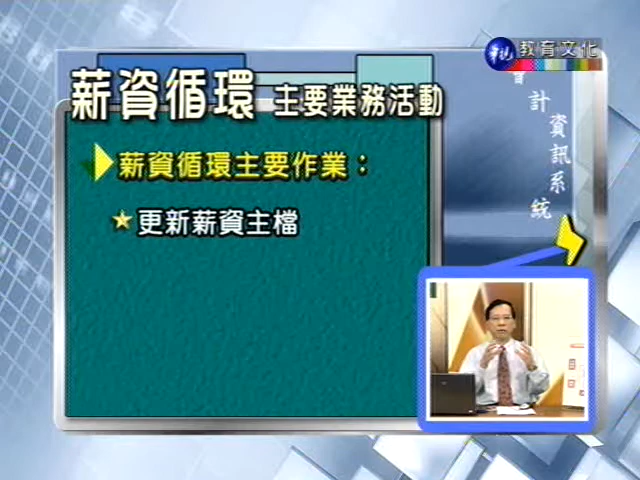 華視 教育文化
薪資循環 主要業務活動
會計資訊系統
薪資循環主要作業：
更新薪資主檔